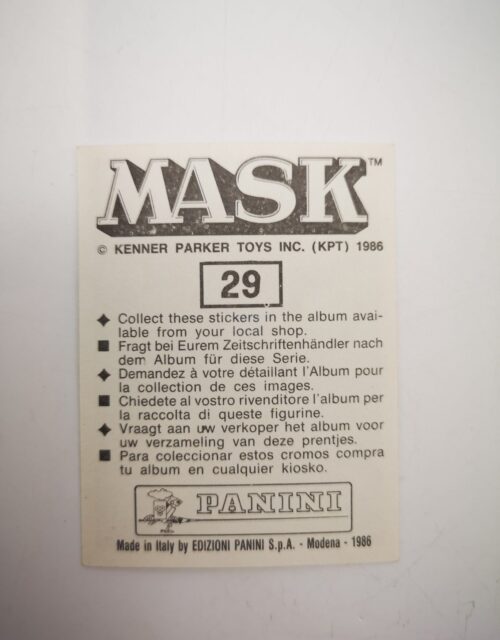 MASK™
© KENNER PARKER TOYS INC. (KPT) 1986
29
Collect these stickers in the album avai-
lable from your local shop.
Fragt bei Eurem Zeitschriftenhändler nach
dem Album für diese Serie.
Demandez à votre détaillant l'Album pour
la collection de ces images.
Chiedete al vostro rivenditore l'album per
la raccolta di queste figurine.
Vraagt aan uw verkoper het album voor
uw verzameling van deze prentjes.
Para coleccionar estos cromos compra
tu album en cualquier kiosko.
PANINI
Made in Italy by EDIZIONI PANINI S.p.A. - Modena - 1986